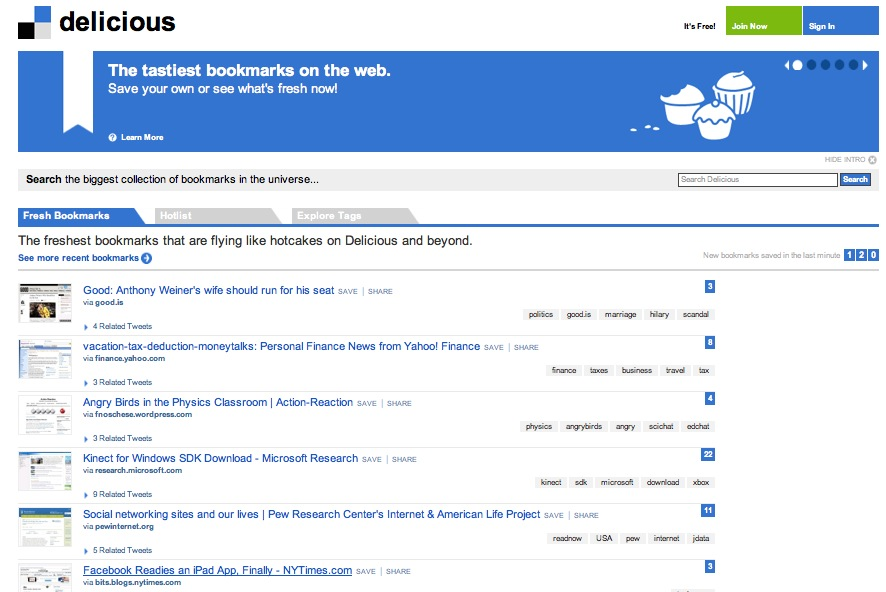 delicious
It's Free!
Join Now
Sign In
The tastiest bookmarks on the web.
Save your own or see what's fresh now!
Learn More
HIDE INTRO
Search the biggest collection of bookmarks in the universe...
Search Delicious
Search
Fresh Bookmarks
Hotlist
Explore Tags
The freshest bookmarks that are flying like hotcakes on Delicious and beyond.
See more recent bookmarks
New bookmarks saved in the last minute 1 2 0
Good: Anthony Weiner's wife should run for his seat SAVE | SHARE
3
via good.is
politics good.is marriage hilary scandal
4 Related Tweets
vacation-tax-deduction-moneytalks: Personal Finance News from Yahoo! Finance SAVE | SHARE
8
via finance.yahoo.com
finance taxes business travel tax
3 Related Tweets
Angry Birds in the Physics Classroom | Action-Reaction SAVE | SHARE
4
via fnoschese.wordpress.com
physics angrybirds angry scichat edchat
3 Related Tweets
Kinect for Windows SDK Download - Microsoft Research SAVE | SHARE
22
via research.microsoft.com
kinect sdk microsoft download xbox
9 Related Tweets
Social networking sites and our lives | Pew Research Center's Internet & American Life Project SAVE | SHARE
11
via pewinternet.org
readnow USA pew internet jdata
5 Related Tweets
Facebook Readies an iPad App, Finally - NYTimes.com SAVE | SHARE
3
via bits.blogs.nytimes.com